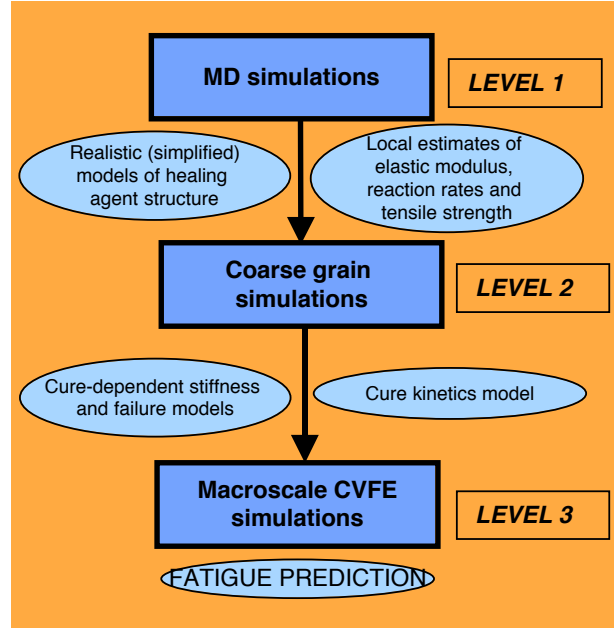 MD simulations
LEVEL 1
Realistic (simplified)
models of healing
agent structure
Local estimates of
elastic modulus,
reaction rates and
tensile strength
Coarse grain
simulations
LEVEL 2
Cure-dependent stiffness
and failure models
Cure kinetics model
Macroscale CVFE
simulations
LEVEL 3
FATIGUE PREDICTION